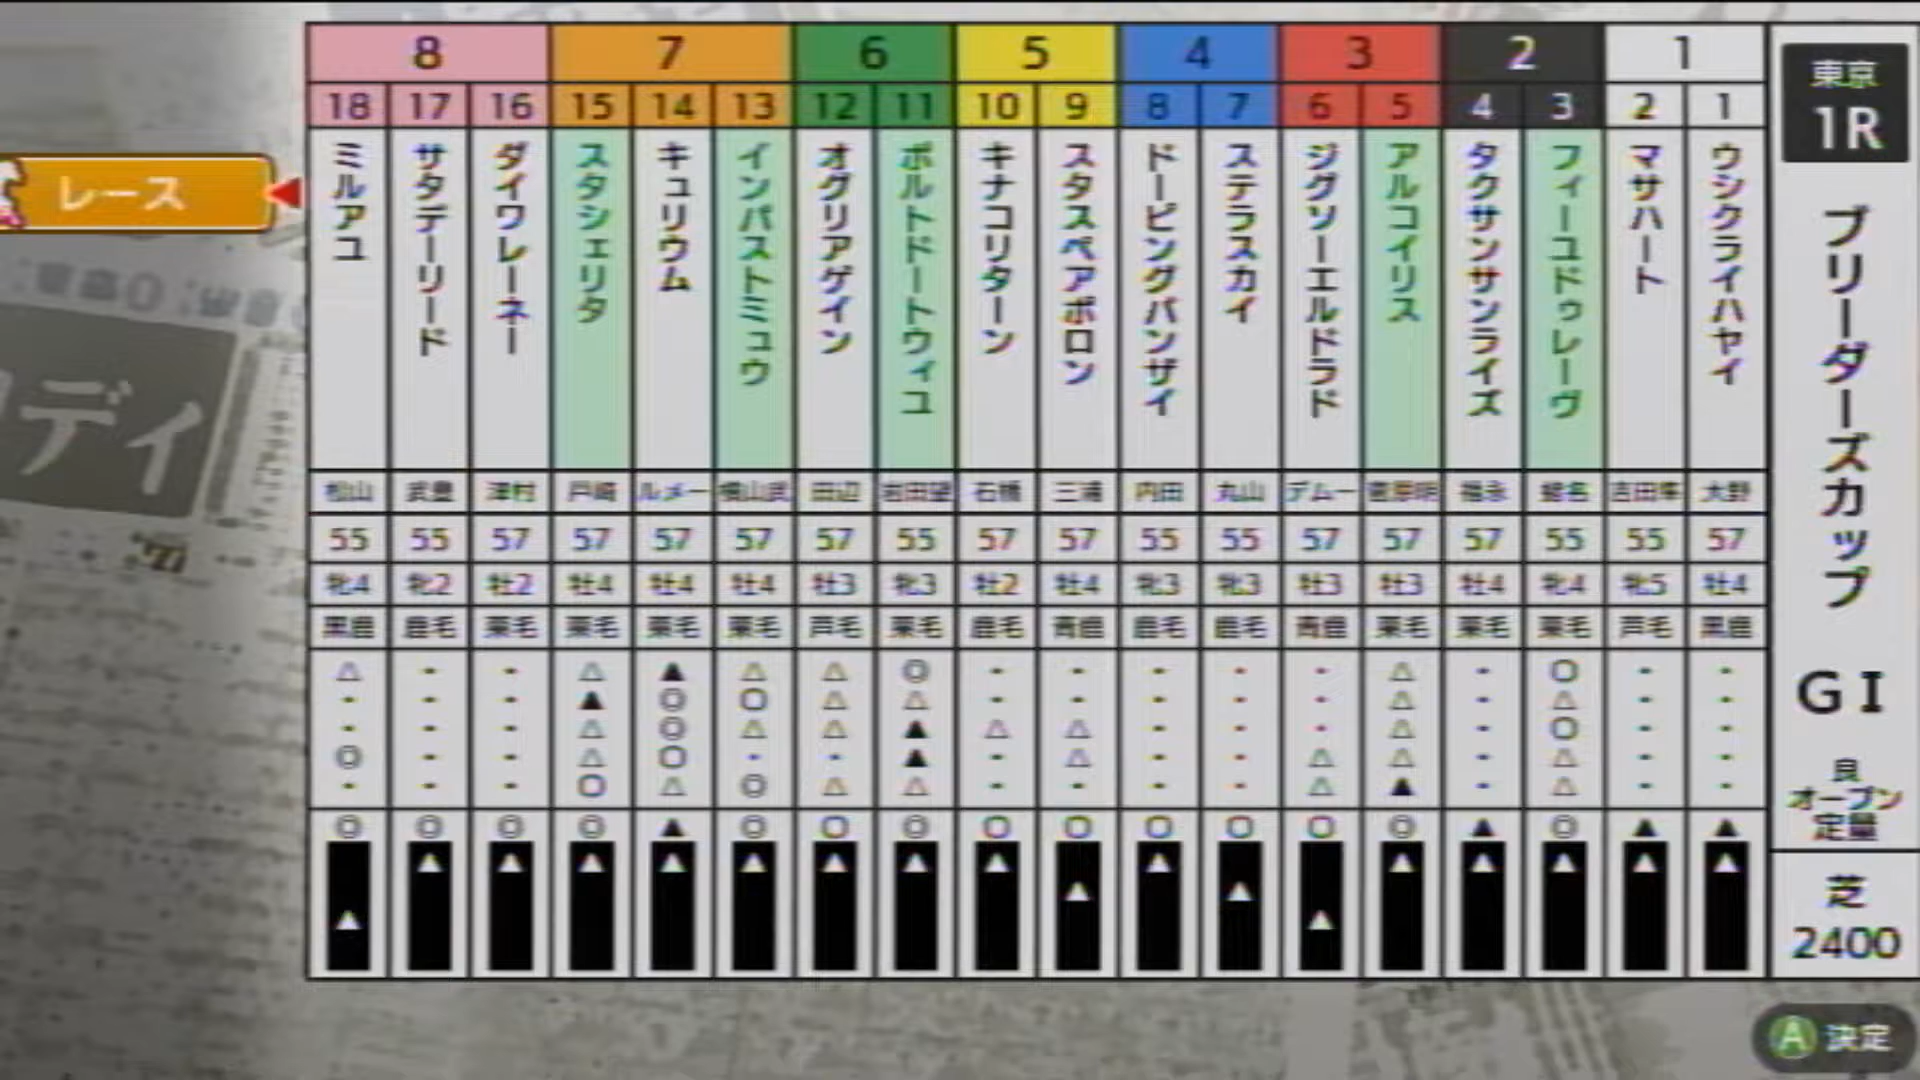 東京
1R
ブリーダーズカップ
GI
良
オープン
定量
芝
2400
8 7 6 5 4 3 2 1
18 17 16 15 14 13 12 11 10 9 8 7 6 5 4 3 2 1
ウシクライハヤイ
マサハート
フィーユドゥレーヴ
タクサンサンライズ
アルコイリス
ジグソーエルドラド
ステラスカイ
ドーピングバンザイ
スタスペアポロン
キナコリターン
ポルトドートウィユ
オグリアゲイン
インパストミュウ
キュリウム
スタシェリタ
ダイワレーネー
サタデーリード
ミルアユ
松山 武豊 津村 戸崎 ルメー 横山武 田辺 岩田望 石橋 三浦 内田 丸山 デムー 菅原明 福永 蛯名 吉田隼 大野
55 55 57 57 57 57 57 55 57 57 55 55 57 57 57 55 55 57
牝4 牝2 牡2 牡4 牡4 牡4 牡3 牝3 牡2 牡4 牝3 牝3 牡3 牡3 牡4 牝4 牝5 牡4
黒鹿 鹿毛 栗毛 栗毛 栗毛 栗毛 芦毛 栗毛 鹿毛 青鹿 鹿毛 鹿毛 青鹿 栗毛 栗毛 栗毛 芦毛 黒鹿
レース
ディ
A 決定